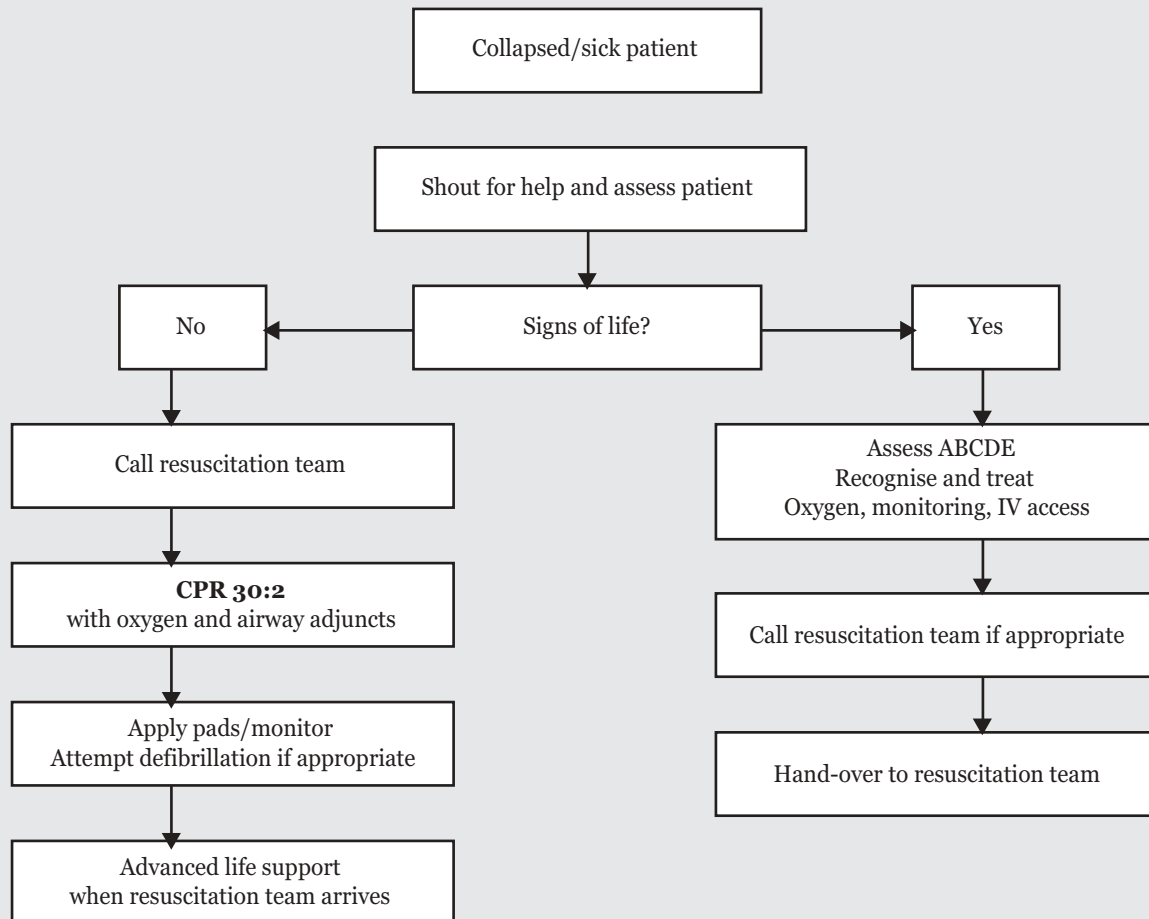 Collapsed/sick patient
Shout for help and assess patient
No
Signs of life?
Yes
Call resuscitation team
CPR 30:2
with oxygen and airway adjuncts
Apply pads/monitor
Attempt defibrillation if appropriate
Advanced life support
when resuscitation team arrives
Assess ABCDE
Recognise and treat
Oxygen, monitoring, IV access
Call resuscitation team if appropriate
Hand-over to resuscitation team